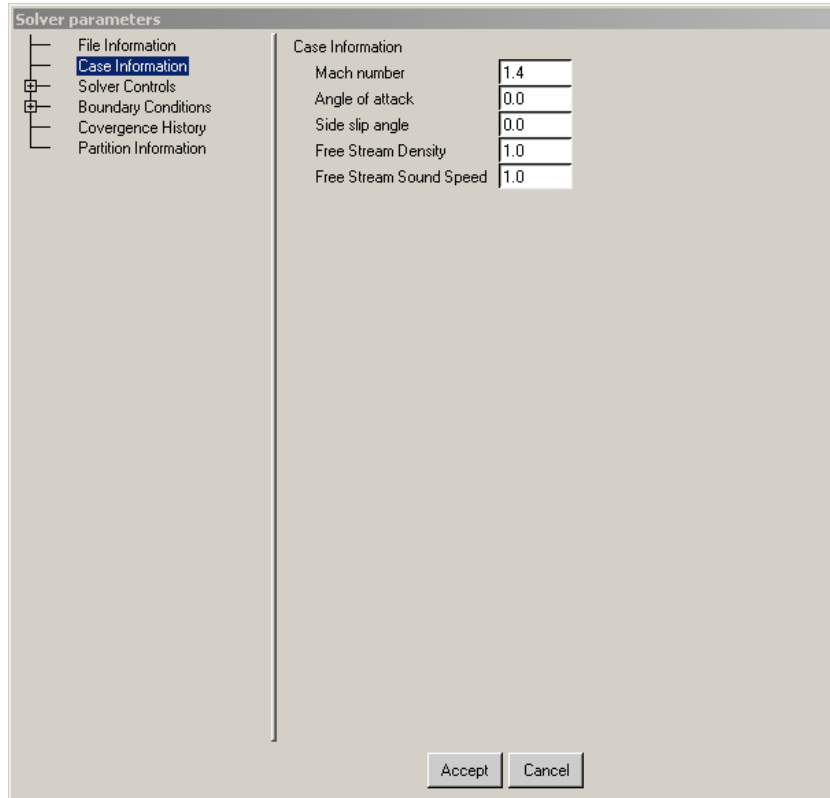 Solver parameters
File Information
Case Information
Solver Controls
Boundary Conditions
Covergence History
Partition Information
Case Information
Mach number 1.4
Angle of attack 0.0
Side slip angle 0.0
Free Stream Density 1.0
Free Stream Sound Speed 1.0
Accept Cancel